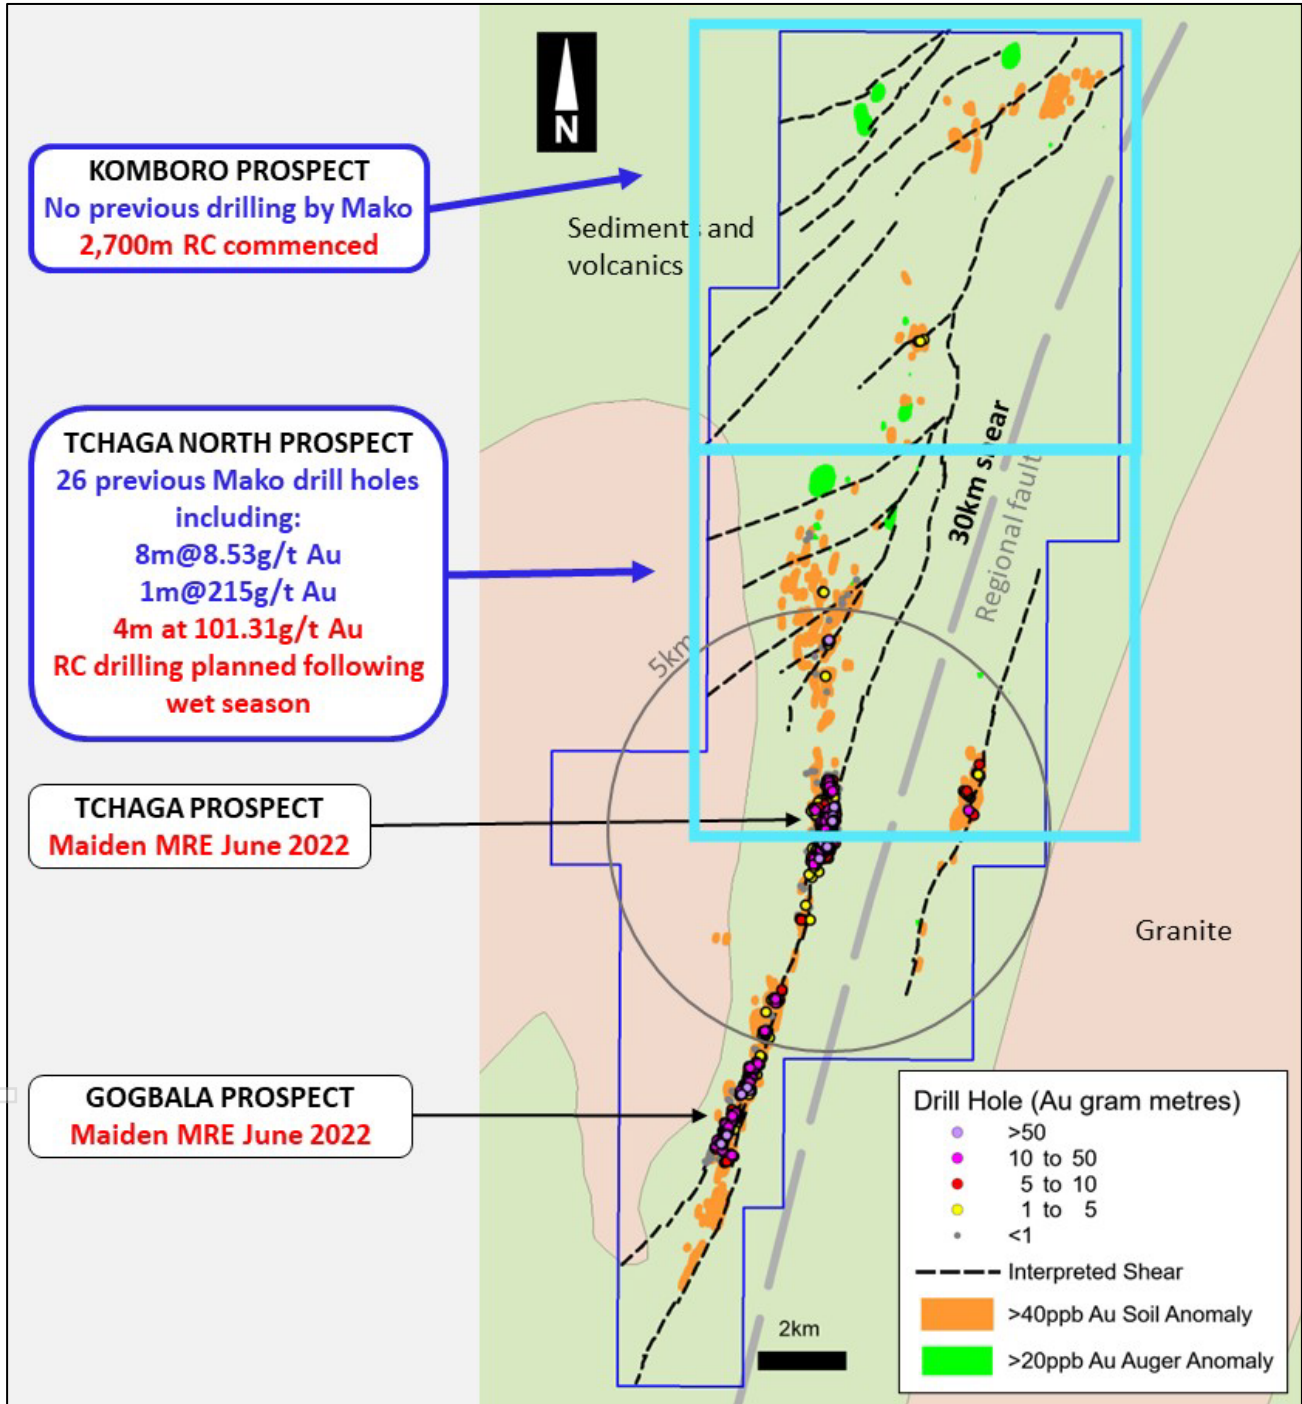 N
KOMBORO PROSPECT
No previous drilling by Mako
2,700m RC commenced
Sediments and
volcanics
TCHAGA NORTH PROSPECT
26 previous Mako drill holes
including:
8m@8.53g/t Au
1m@215g/t Au
4m at 101.31g/t Au
RC drilling planned following
wet season
30km shear
Regional fault
5km
TCHAGA PROSPECT
Maiden MRE June 2022
Granite
GOGBALA PROSPECT
Maiden MRE June 2022
Drill Hole (Au gram metres)
>50
10 to 50
5 to 10
1 to 5
<1
Interpreted Shear
>40ppb Au Soil Anomaly
>20ppb Au Auger Anomaly
2km